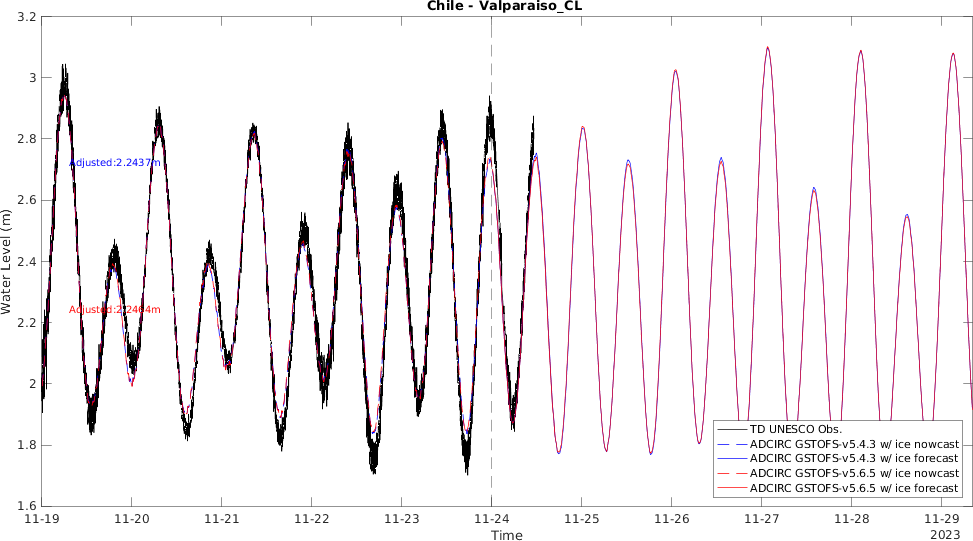 Chile - Valparaiso_CL
Water Level (m)
3.2
3
2.8
2.6
2.4
2.2
2
1.8
1.6
Adjusted:2.2437m
Adjusted:2.2464m
TD UNESCO Obs.
ADCIRC GSTOFS-v5.4.3 w/ ice nowcast
ADCIRC GSTOFS-v5.4.3 w/ ice forecast
ADCIRC GSTOFS-v5.6.5 w/ ice nowcast
ADCIRC GSTOFS-v5.6.5 w/ ice forecast
11-19 11-20 11-21 11-22 11-23 11-24 11-25 11-26 11-27 11-28 11-29
2023
Time